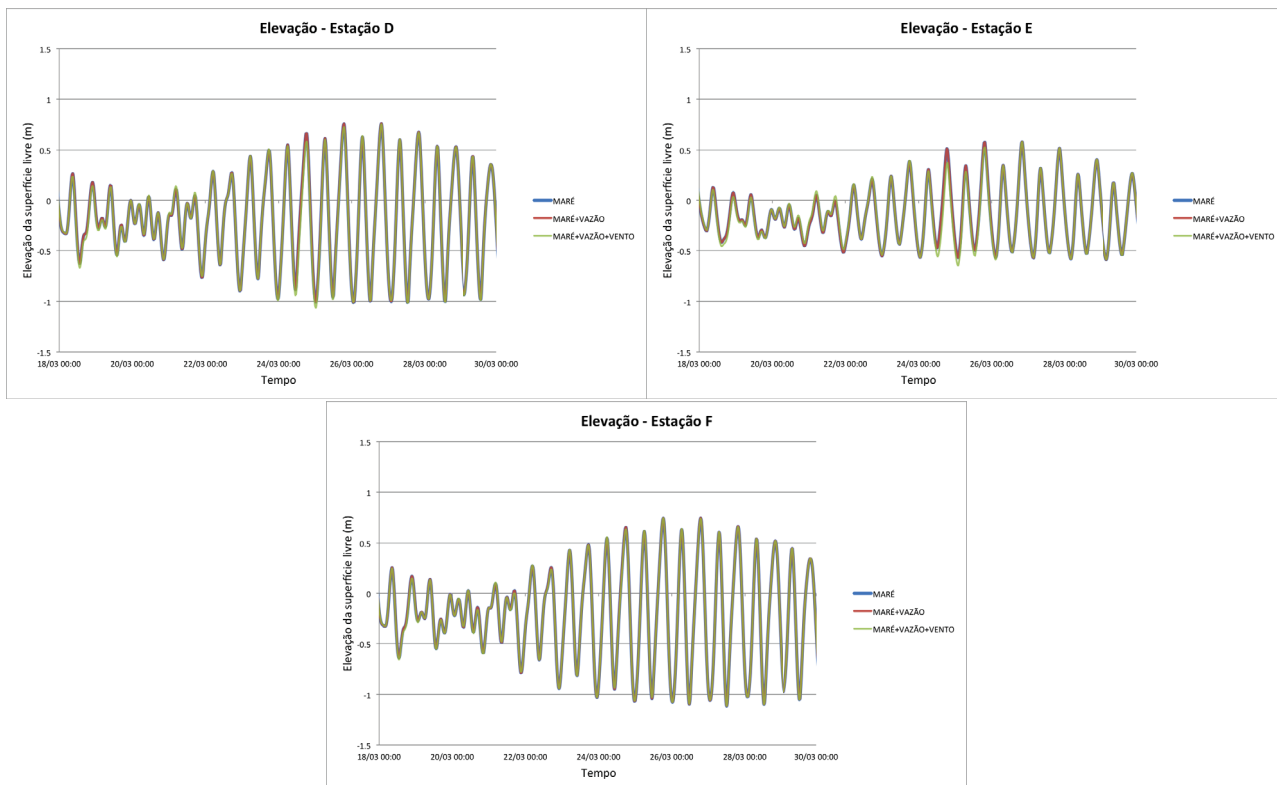 Elevação - Estação D
1.5
1
0.5
0
-0.5
-1
-1.5
Elevação da superfície livre (m)
18/03 00:00 20/03 00:00 22/03 00:00 24/03 00:00 26/03 00:00 28/03 00:00 30/03 00:00
Tempo
MARÉ
MARÉ+VAZÃO
MARÉ+VAZÃO+VENTO
Elevação - Estação E
1.5
1
0.5
0
-0.5
-1
-1.5
Elevação da superfície livre (m)
18/03 00:00 20/03 00:00 22/03 00:00 24/03 00:00 26/03 00:00 28/03 00:00 30/03 00:00
Tempo
MARÉ
MARÉ+VAZÃO
MARÉ+VAZÃO+VENTO
Elevação - Estação F
1.5
1
0.5
0
-0.5
-1
-1.5
Elevação da superfície livre (m)
18/03 00:00 20/03 00:00 22/03 00:00 24/03 00:00 26/03 00:00 28/03 00:00 30/03 00:00
Tempo
MARÉ
MARÉ+VAZÃO
MARÉ+VAZÃO+VENTO